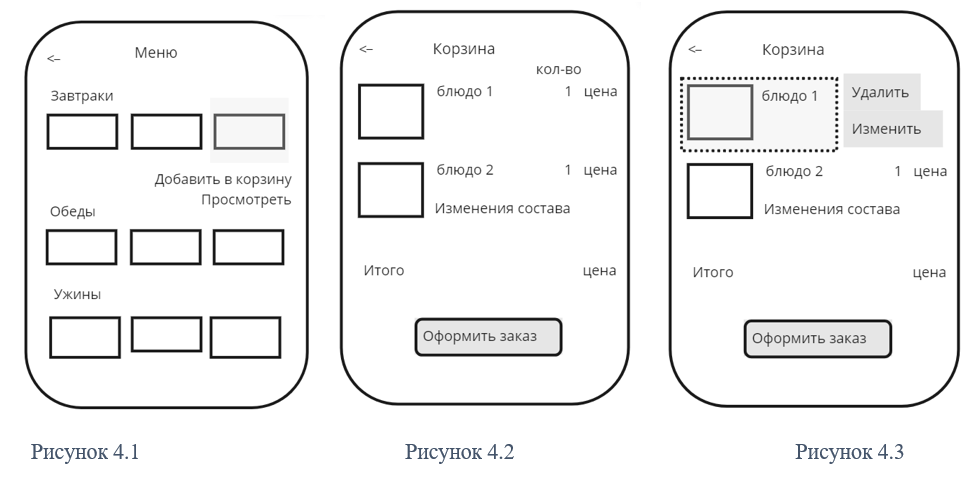 <– Меню
Завтраки
Добавить в корзину
Просмотреть
Обеды
Ужины
<– Корзина
кол-во
блюдо 1 1 цена
блюдо 2 1 цена
Изменения состава
Итого цена
Оформить заказ
<– Корзина
блюдо 1 Удалить
Изменить
блюдо 2 1 цена
Изменения состава
Итого цена
Оформить заказ
Рисунок 4.1 Рисунок 4.2 Рисунок 4.3